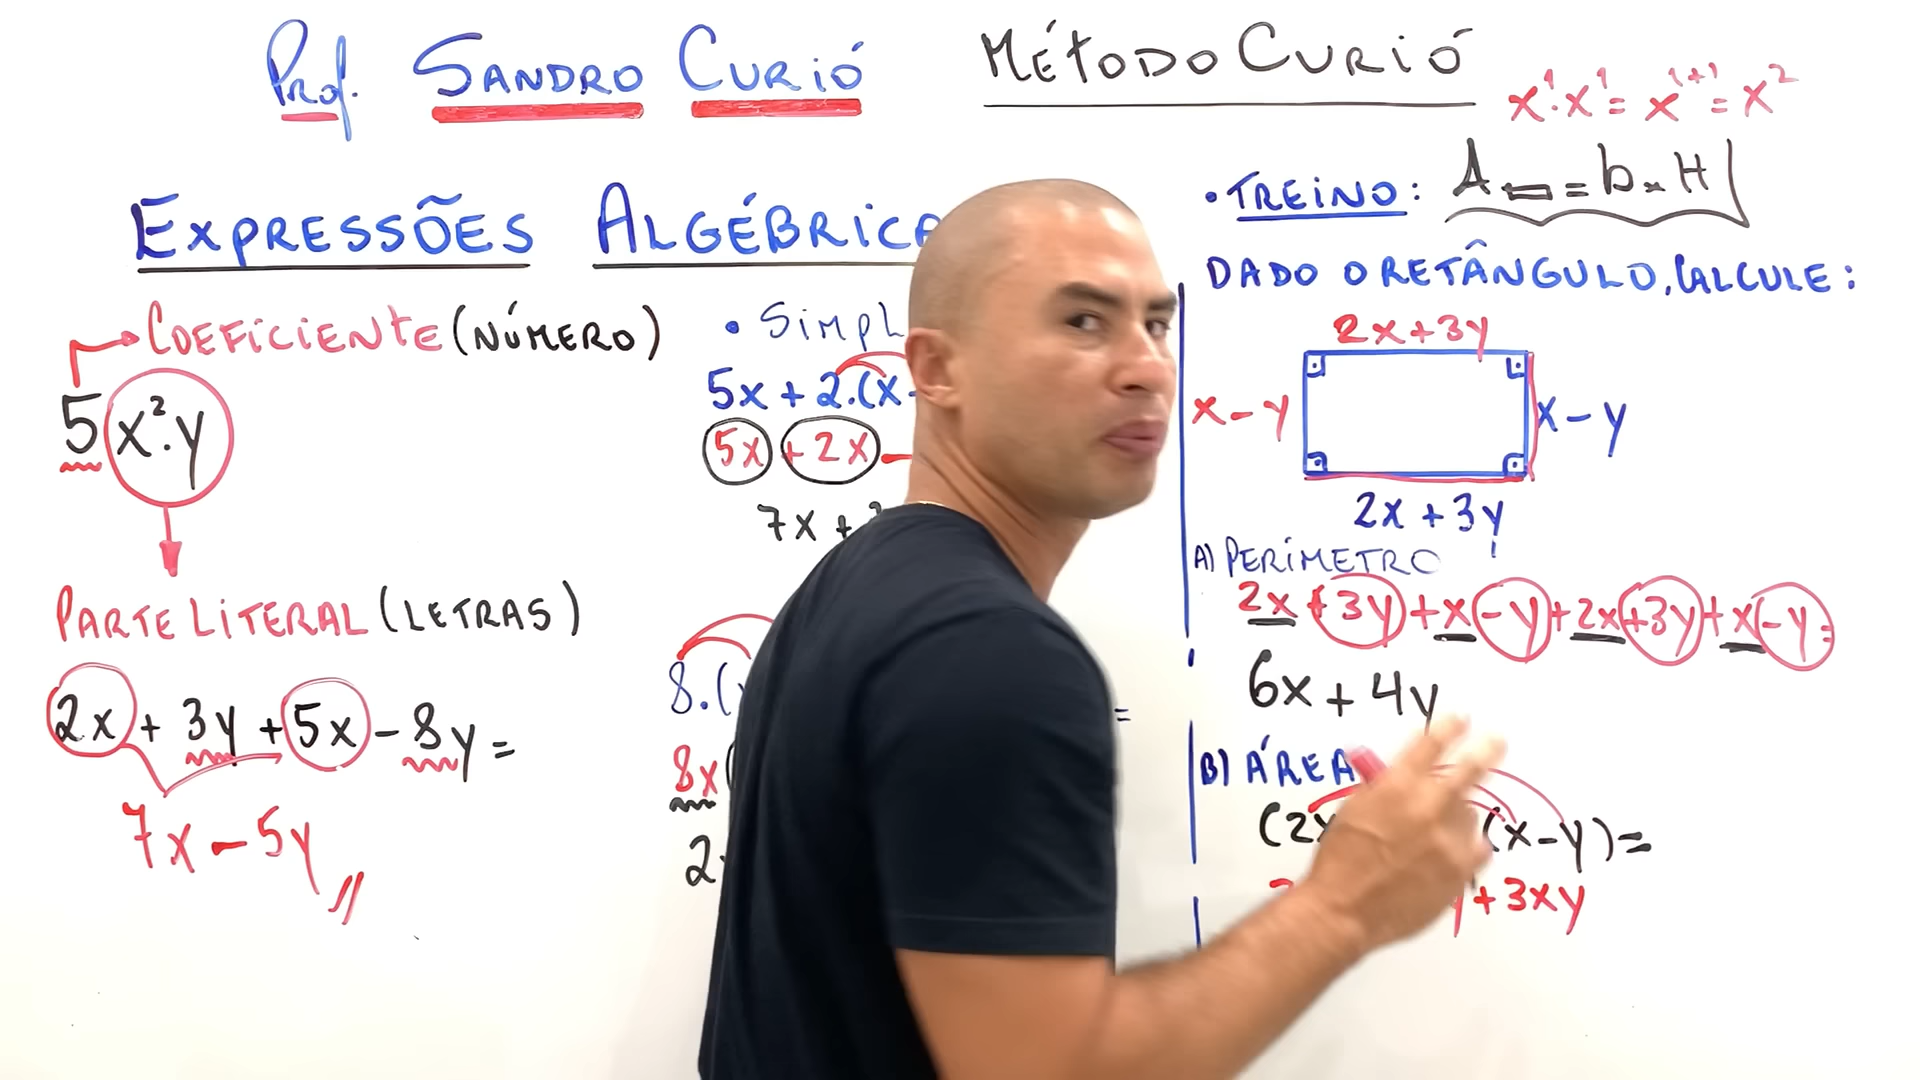 Prof. SANDRO CURIÓ
MÉTODO CURIÓ
x¹·x¹ = x¹⁺¹ = x²
EXPRESSÕES ALGÉBRICA
COEFICIENTE (NÚMERO)
5x²·y
PARTE LITERAL (LETRAS)
2x + 3y + 5x - 8y =
7x - 5y
• SIMPL
5x + 2.(x
5x + 2x -
7x +
8.( =
8x
2
• TREINO: A▭ = b x H
DADO O RETÂNGULO, CALCULE:
2x+3y
x - y x - y
2x + 3y
A) PERÍMETRO
2x + 3y + x - y + 2x + 3y + x - y =
6x + 4y
B) ÁREA
(2x (x - y) =
y + 3xy